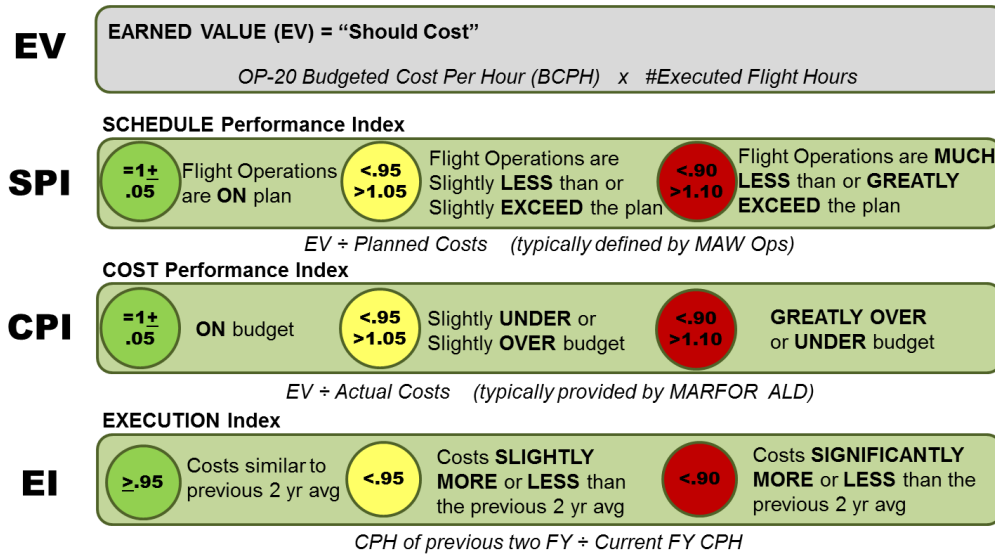 EV
EARNED VALUE (EV) = “Should Cost”
OP-20 Budgeted Cost Per Hour (BCPH) x #Executed Flight Hours
SCHEDULE Performance Index
SPI
=1±
.05
Flight Operations
are ON plan
<.95
>1.05
Flight Operations are
Slightly LESS than or
Slightly EXCEED the plan
<.90
>1.10
Flight Operations are MUCH
LESS than or GREATLY
EXCEED the plan
EV ÷ Planned Costs (typically defined by MAW Ops)
COST Performance Index
CPI
=1±
.05
ON budget
<.95
>1.05
Slightly UNDER or
Slightly OVER budget
<.90
>1.10
GREATLY OVER
or UNDER budget
EV ÷ Actual Costs (typically provided by MARFOR ALD)
EXECUTION Index
EI
≥.95
Costs similar to
previous 2 yr avg
<.95
Costs SLIGHTLY
MORE or LESS than
the previous 2 yr avg
<.90
Costs SIGNIFICANTLY
MORE or LESS than the
previous 2 yr avg
CPH of previous two FY ÷ Current FY CPH